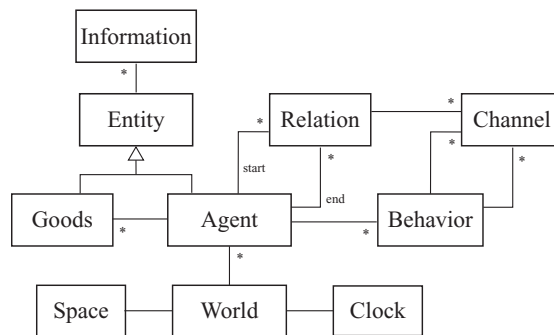 Information
*
Entity
Relation
*
*
*
Channel
*
*
start
end
Goods
*
Agent
*
Behavior
*
Space
World
Clock